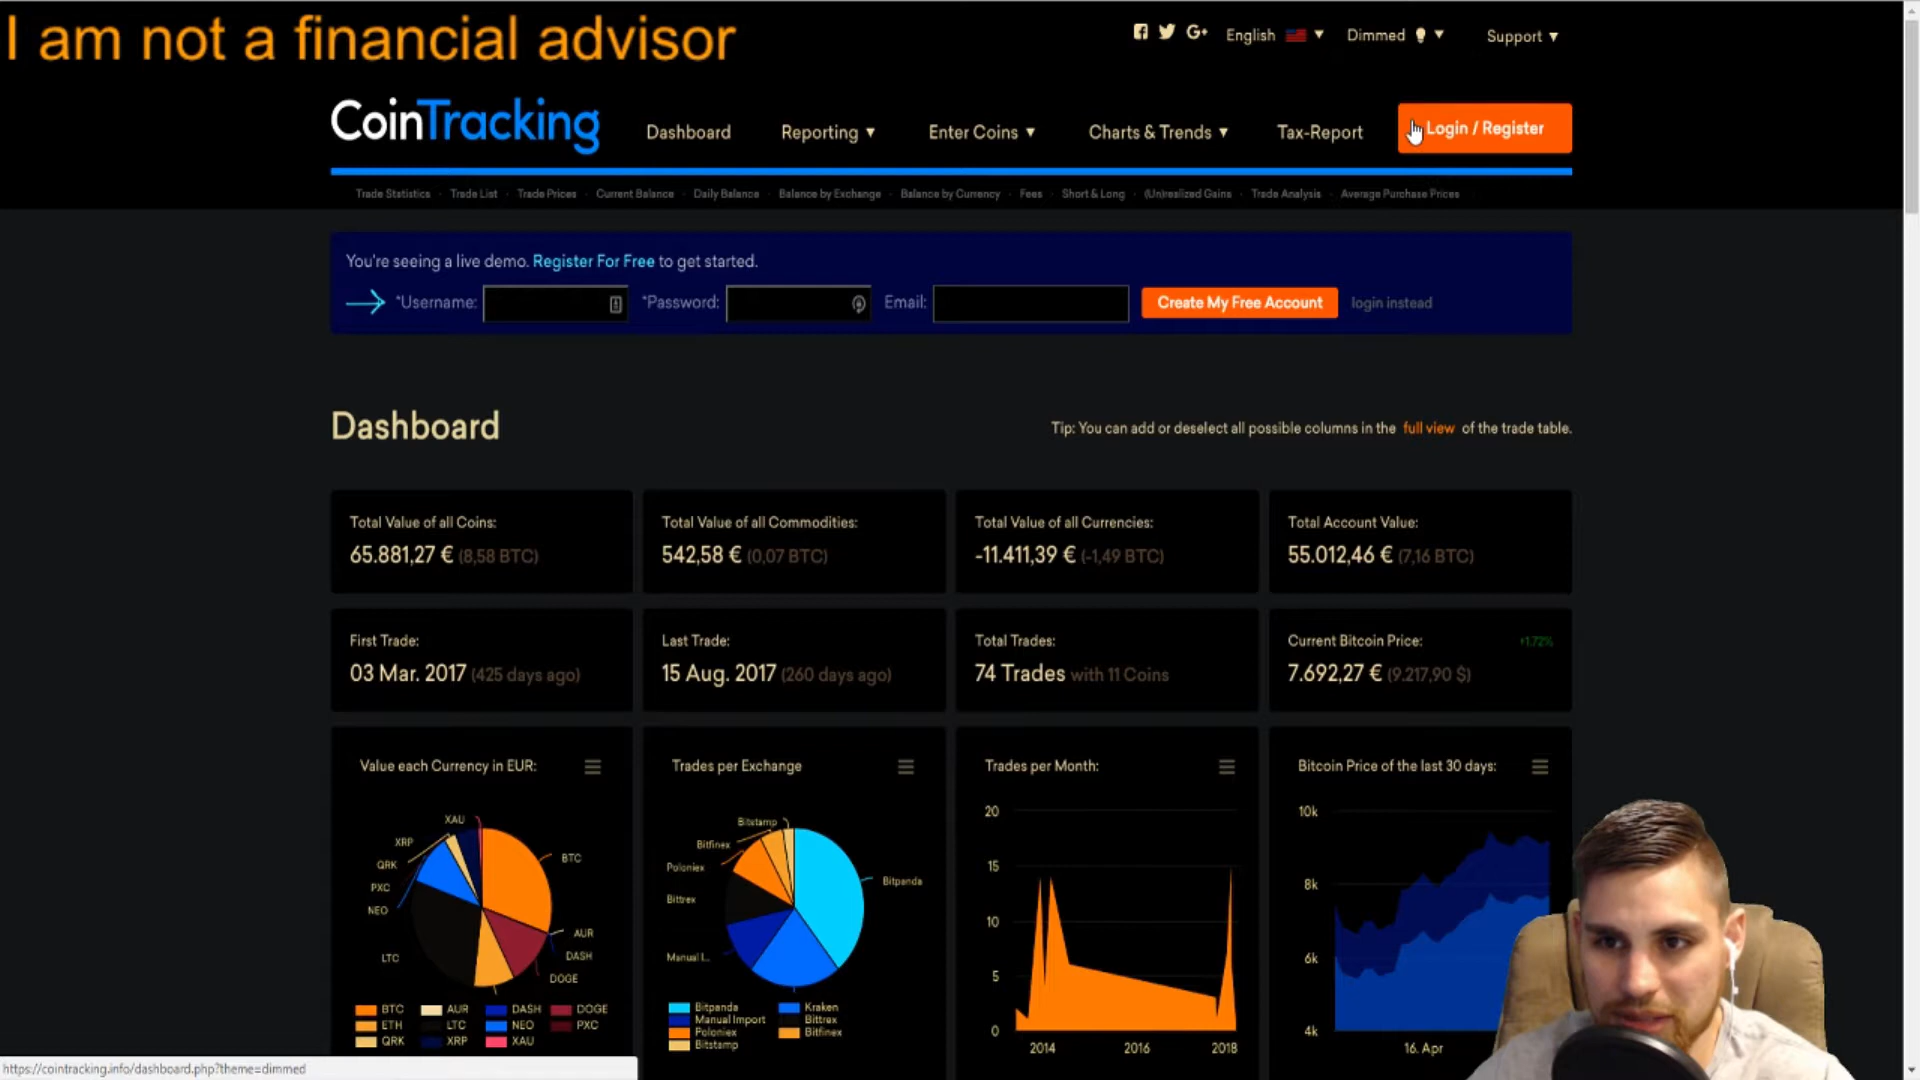 I am not a financial advisor
English
Dimmed
Support ▼
CoinTracking
Dashboard
Reporting ▼
Enter Coins ▼
Charts & Trends ▼
Tax-Report
Login / Register
Trade Statistics · Trade List · Trade Prices · Current Balance · Daily Balance · Balance by Exchange · Balance by Currency · Fees · Short & Long · (Un)realized Gains · Trade Analysis · Average Purchase Prices
You're seeing a live demo. Register For Free to get started.
*Username:
*Password:
Email:
Create My Free Account
login instead
Dashboard
Tip: You can add or deselect all possible columns in the full view of the trade table.
Total Value of all Coins:
65.881,27 € (8,58 BTC)
Total Value of all Commodities:
542,58 € (0,07 BTC)
Total Value of all Currencies:
-11.411,39 € (-1,49 BTC)
Total Account Value:
55.012,46 € (7,16 BTC)
First Trade:
03 Mar. 2017 (425 days ago)
Last Trade:
15 Aug. 2017 (260 days ago)
Total Trades:
74 Trades with 11 Coins
Current Bitcoin Price:
+1.72%
7.692,27 € (9.217,90 $)
Value each Currency in EUR:
XAU
XRP
QRK
PXC
NEO
LTC
BTC
AUR
DASH
DOGE
BTC AUR DASH DOGE
ETH LTC NEO PXC
QRK XRP XAU
Trades per Exchange
Bitstamp
Bitfinex
Poloniex
Bittrex
Manual I...
Bitpanda
Bitpanda Kraken
Manual Import Bittrex
Poloniex Bitfinex
Bitstamp
Trades per Month:
20
15
10
5
0
2014 2016 2018
Bitcoin Price of the last 30 days:
10k
8k
6k
4k
16. Apr
https://cointracking.info/dashboard.php?theme=dimmed